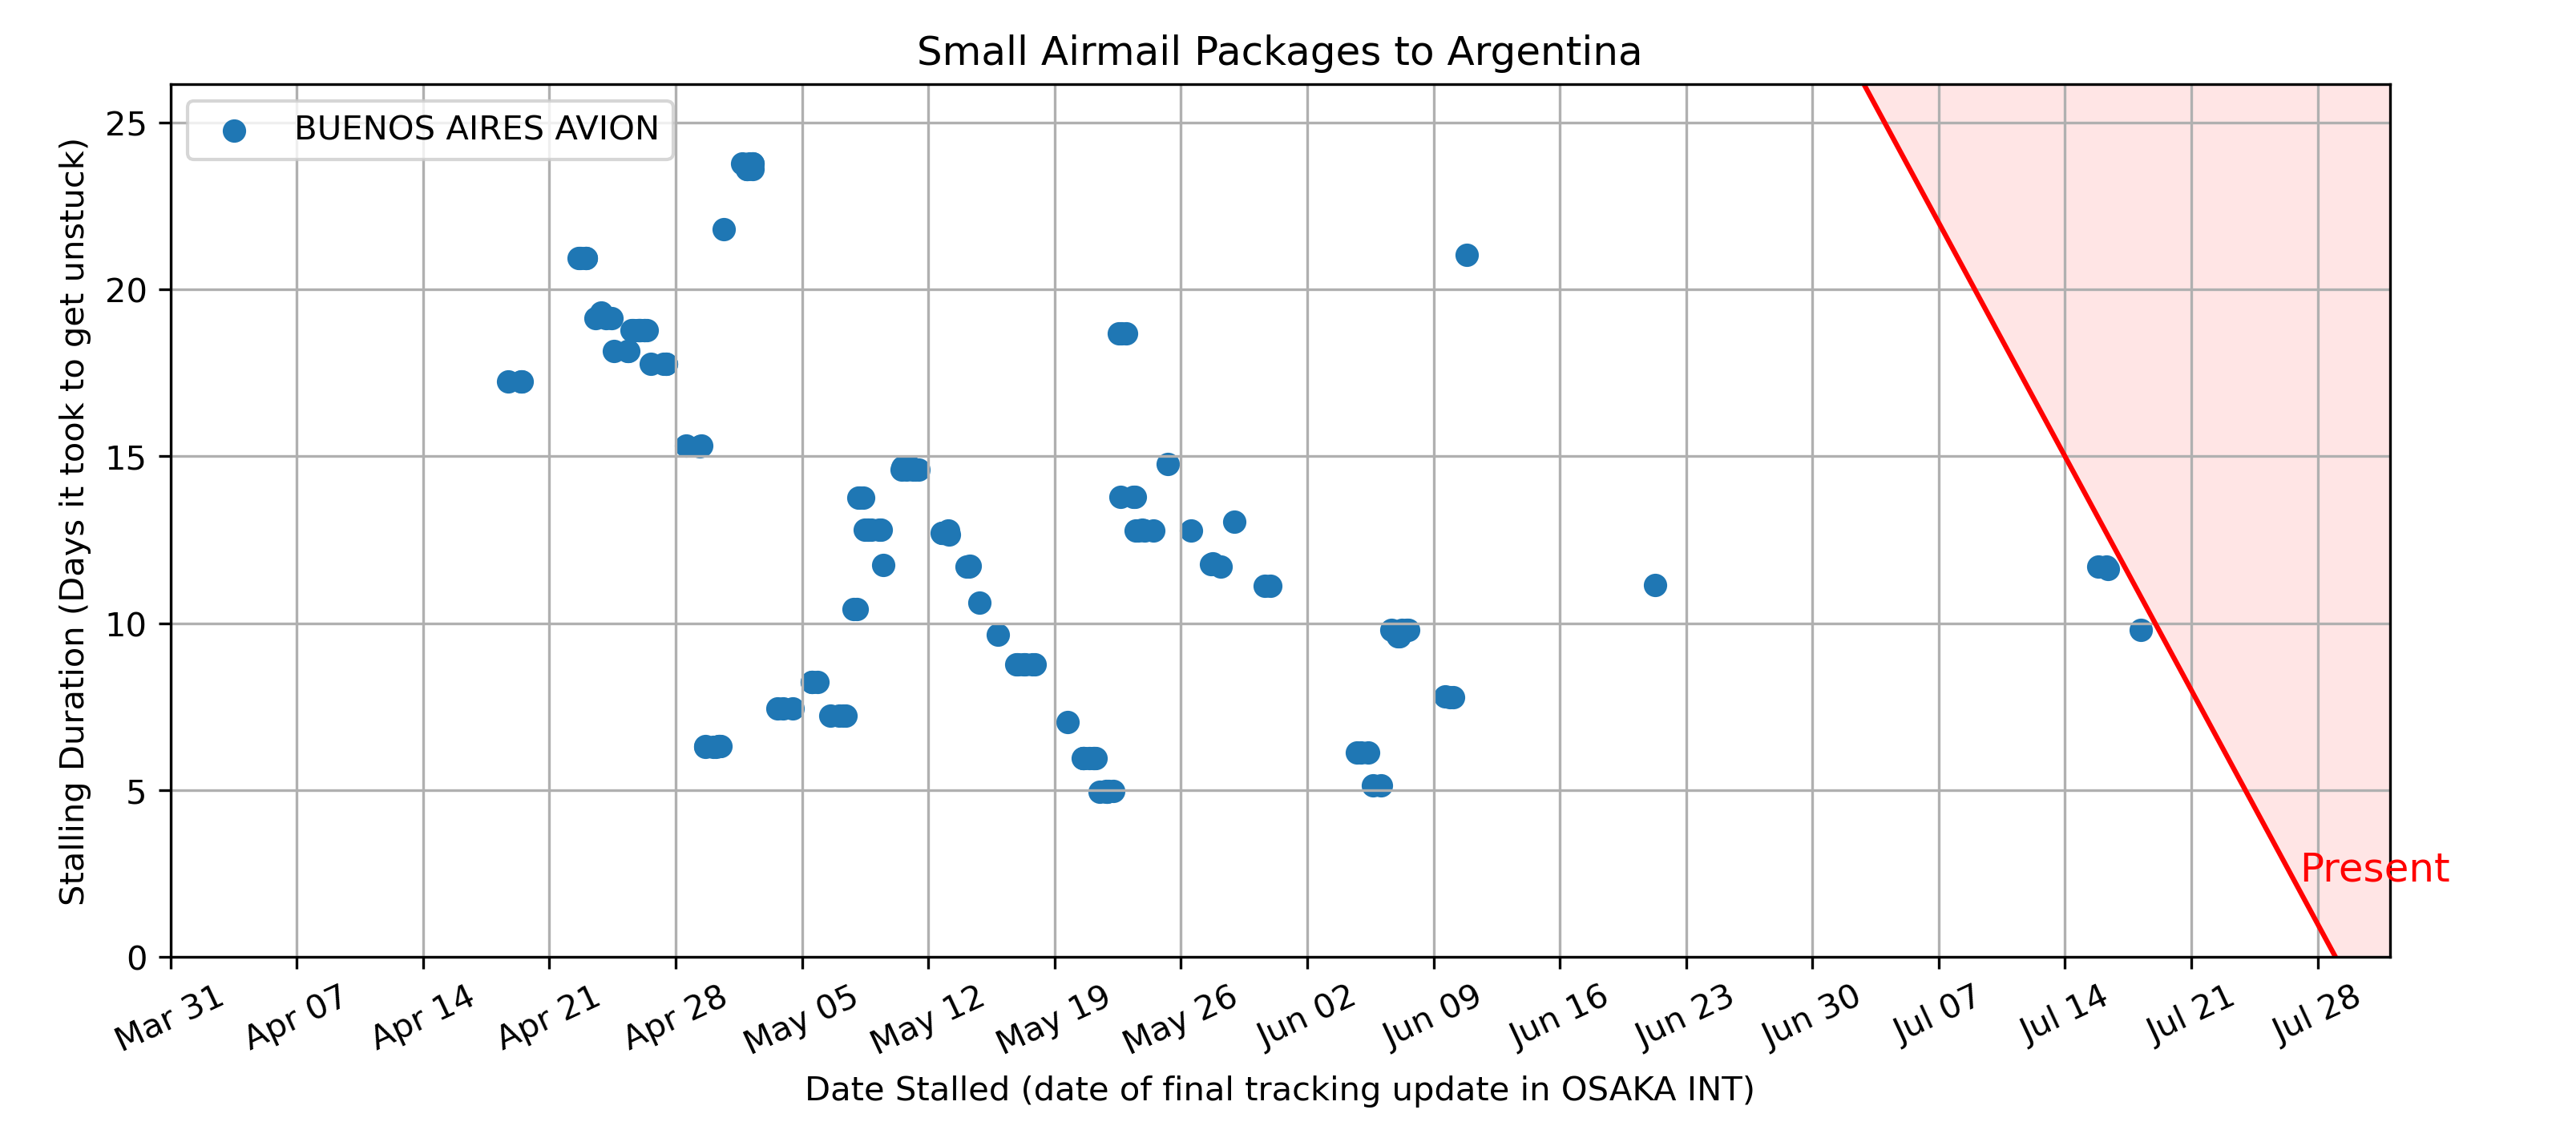 Small Airmail Packages to Argentina
BUENOS AIRES AVION
Stalling Duration (Days it took to get unstuck)
25
20
15
10
5
0
Present
Mar 31
Apr 07
Apr 14
Apr 21
Apr 28
May 05
May 12
May 19
May 26
Jun 02
Jun 09
Jun 16
Jun 23
Jun 30
Jul 07
Jul 14
Jul 21
Jul 28
Date Stalled (date of final tracking update in OSAKA INT)